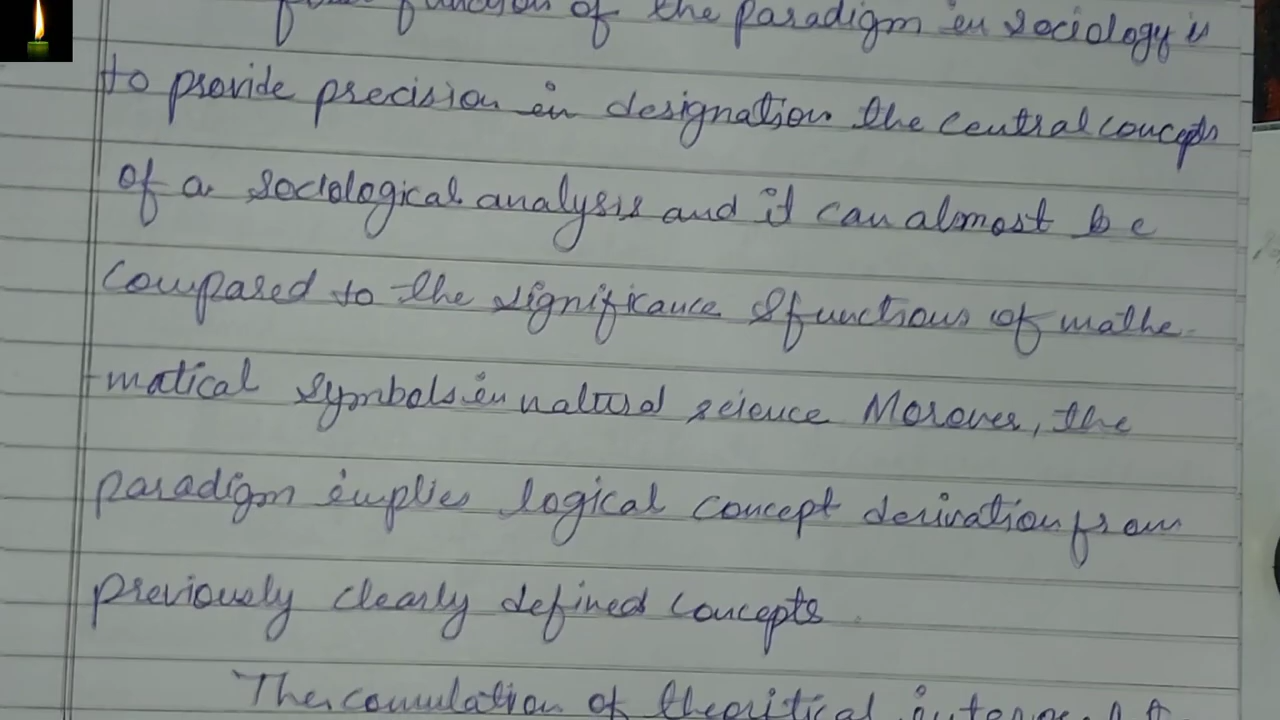 function of the paradigm in sociology is
to provide precision in designation the central concepts
of a sociological analysis and it can almost be
compared to the significance & functions of mathe-
matical symbols in natural science Morover, the
paradigm implies logical concept derivation from
previously clearly defined concepts.
The comulation of theoritical